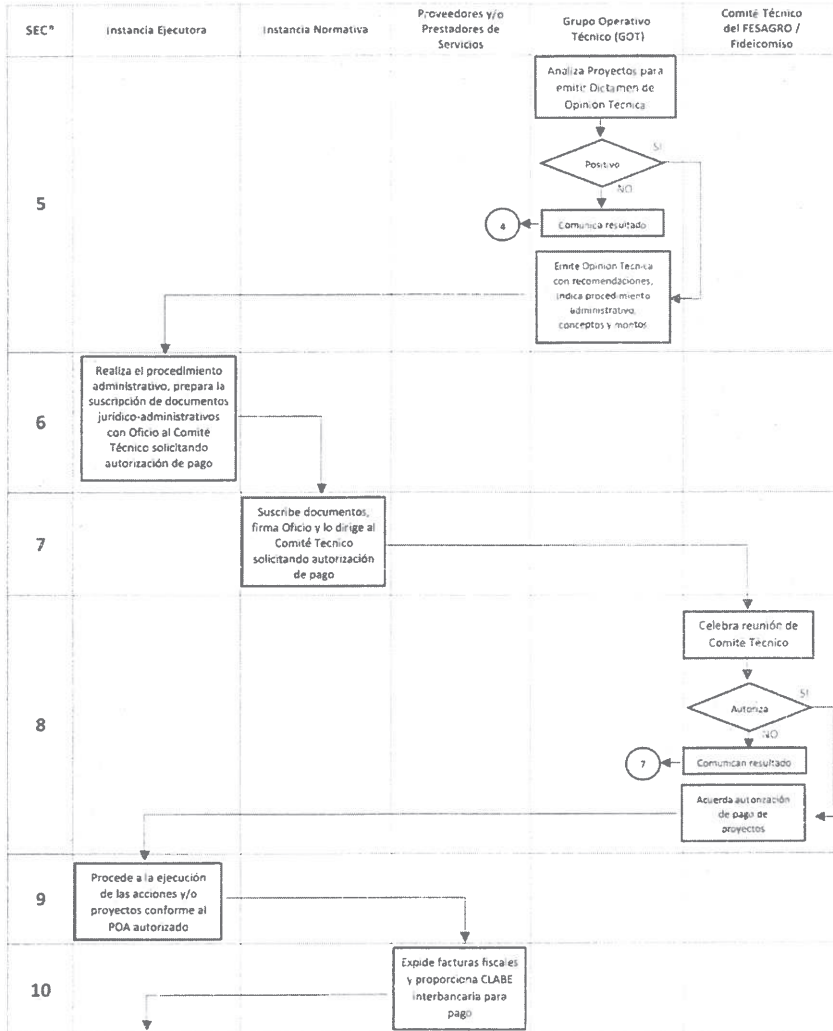 SEC°
Instancia Ejecutora
Instancia Normativa
Proveedores y/o
Prestadores de
Servicios
Grupo Operativo
Técnico (GOT)
Comité Técnico
del FESAGRO /
Fideicomiso
5
Analiza Proyectos para
emitir Dictamen de
Opinion Tecnica
Positivo
SI
NO
Comunica resultado
4
Emite Opinion Tecnica
con recomendaciones,
indica procedimiento
administrativo,
conceptos y montos
6
Realiza el procedimiento
administrativo, prepara la
suscripción de documentos
jurídico-administrativos
con Oficio al Comité
Técnico solicitando
autorización de pago
7
Suscribe documentos,
firma Oficio y lo dirige al
Comité Tecnico
solicitando autorización
de pago
8
Celebra reunión de
Comite Tècnico
Autoriza
SI
NO
Comunican resultado
7
Acuerda autorización
de pago de
proyectos
9
Procede a la ejecución
de las acciones y/o
proyectos conforme al
POA autorizado
10
Expide facturas fiscales
y proporciona CLABE
interbancaria para
pago